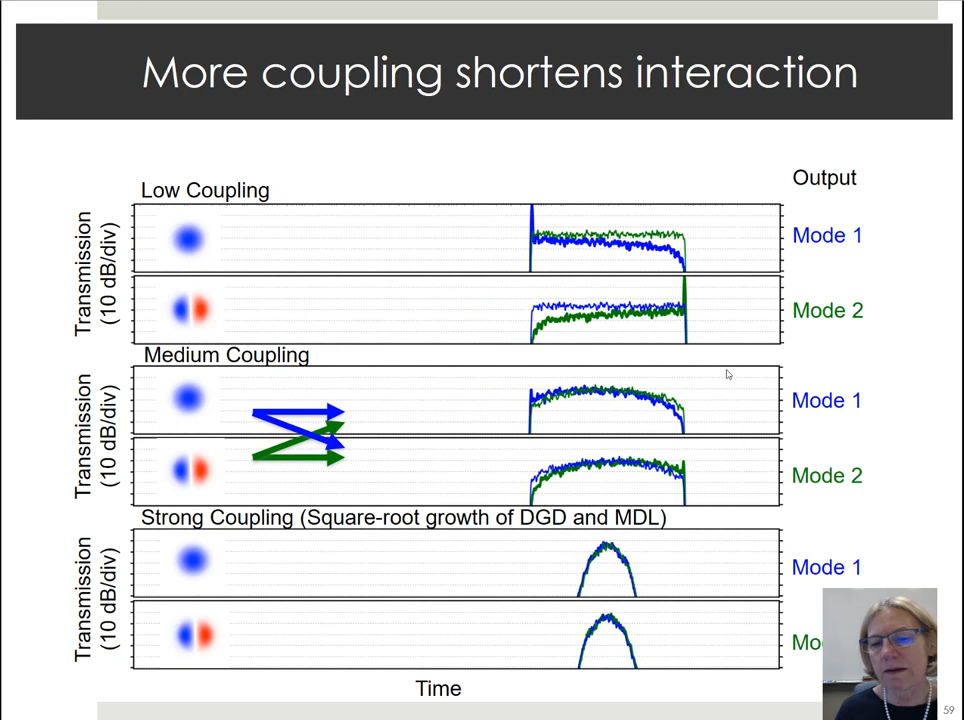 More coupling shortens interaction
Output
Low Coupling
Transmission
(10 dB/div)
Mode 1
Mode 2
Medium Coupling
Transmission
(10 dB/div)
Mode 1
Mode 2
Strong Coupling (Square-root growth of DGD and MDL)
Transmission
(10 dB/div)
Mode 1
Mo
Time
59